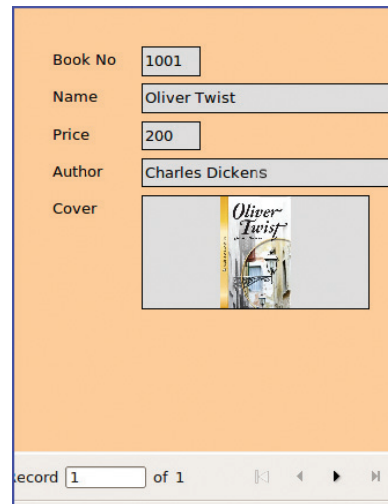 Book No 1001
Name Oliver Twist
Price 200
Author Charles Dickens
Cover
Oliver
Twist
ecord 1 of 1